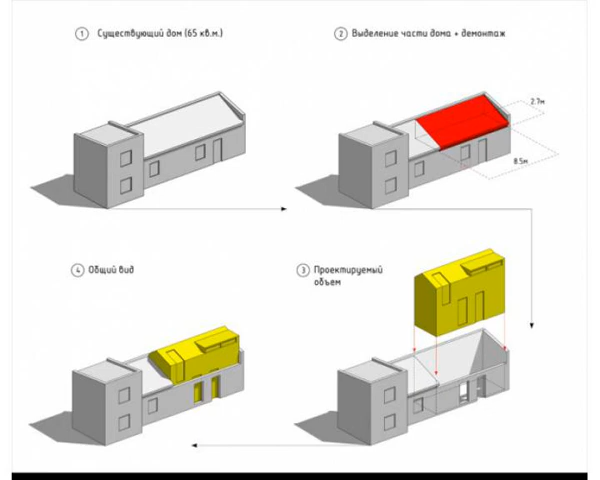 1 Существующий дом (65 кв.м.)
2 Выделение части дома + демонтаж
2.7м
8.5м
4 Общий вид
3 Проектируемый
объем